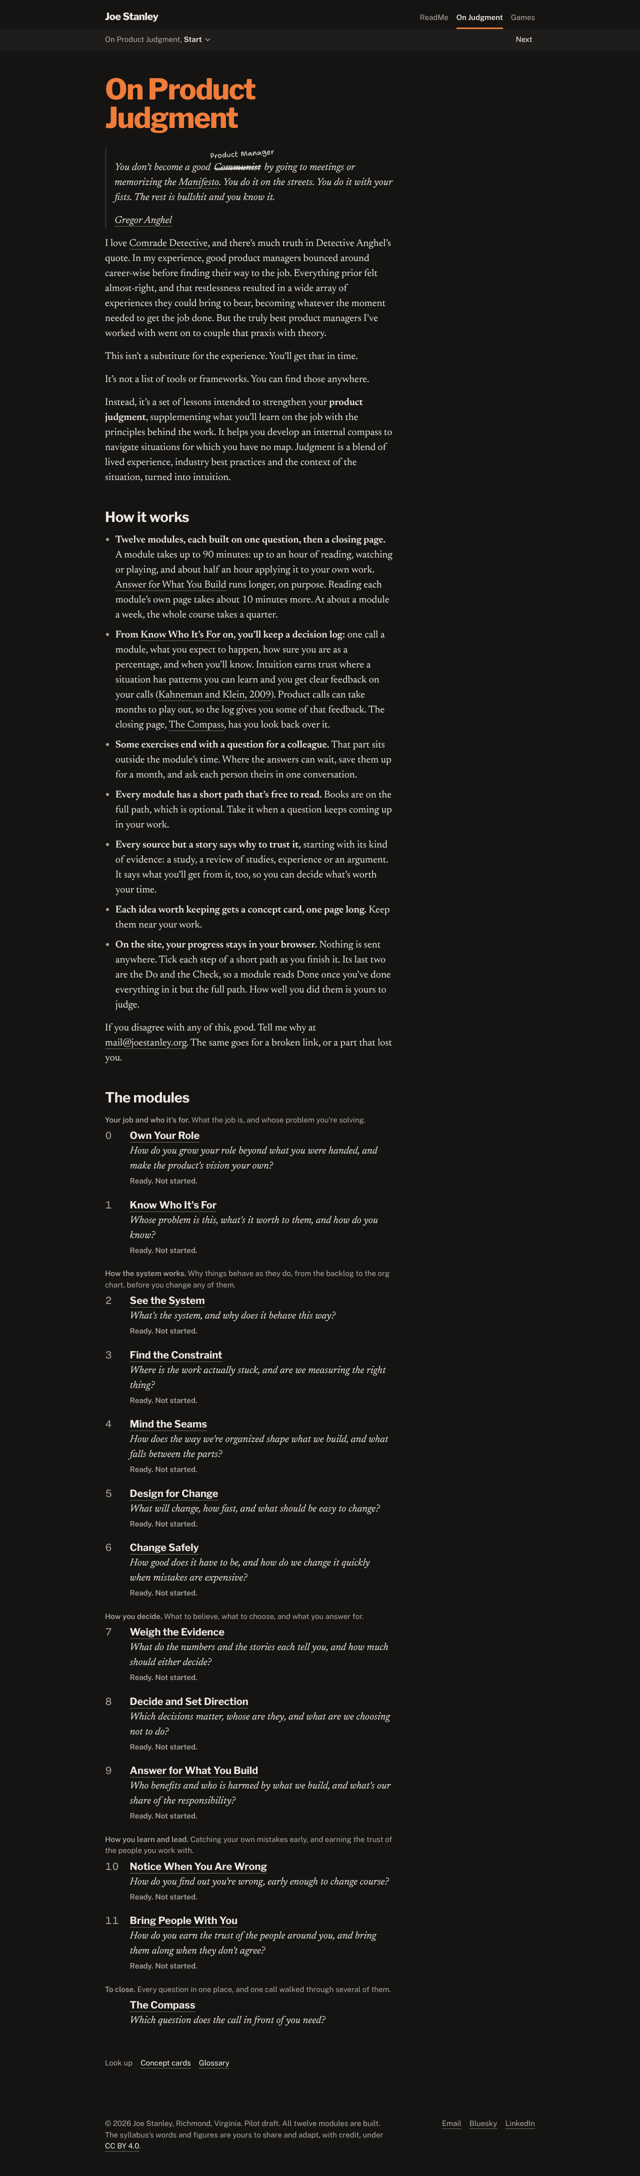 Joe Stanley
ReadMe On Judgment Games
On Product Judgment, Start
Next
On Product
Judgment
Product Manager
You don't become a good Communist by going to meetings or
memorizing the Manifesto. You do it on the streets. You do it with your
fists. The rest is bullshit and you know it.
Gregor Anghel
I love Comrade Detective, and there's much truth in Detective Anghel's
quote. In my experience, good product managers bounced around
career-wise before finding their way to the job. Everything prior felt
almost-right, and that restlessness resulted in a wide array of
experiences they could bring to bear, becoming whatever the moment
needed to get the job done. But the truly best product managers I've
worked with went on to couple that praxis with theory.
This isn't a substitute for the experience. You'll get that in time.
It's not a list of tools or frameworks. You can find those anywhere.
Instead, it's a set of lessons intended to strengthen your product
judgment, supplementing what you'll learn on the job with the
principles behind the work. It helps you develop an internal compass to
navigate situations for which you have no map. Judgment is a blend of
lived experience, industry best practices and the context of the
situation, turned into intuition.
How it works
• Twelve modules, each built on one question, then a closing page.
A module takes up to 90 minutes: up to an hour of reading, watching
or playing, and about half an hour applying it to your own work.
Answer for What You Build runs longer, on purpose. Reading each
module's own page takes about 10 minutes more. At about a module
a week, the whole course takes a quarter.
• From Know Who It's For on, you'll keep a decision log: one call a
module, what you expect to happen, how sure you are as a
percentage, and when you'll know. Intuition earns trust where a
situation has patterns you can learn and you get clear feedback on
your calls (Kahneman and Klein, 2009). Product calls can take
months to play out, so the log gives you some of that feedback. The
closing page, The Compass, has you look back over it.
• Some exercises end with a question for a colleague. That part sits
outside the module's time. Where the answers can wait, save them up
for a month, and ask each person theirs in one conversation.
• Every module has a short path that's free to read. Books are on the
full path, which is optional. Take it when a question keeps coming up
in your work.
• Every source but a story says why to trust it, starting with its kind
of evidence: a study, a review of studies, experience or an argument.
It says what you'll get from it, too, so you can decide what's worth
your time.
• Each idea worth keeping gets a concept card, one page long. Keep
them near your work.
• On the site, your progress stays in your browser. Nothing is sent
anywhere. Tick each step of a short path as you finish it. Its last two
are the Do and the Check, so a module reads Done once you've done
everything in it but the full path. How well you did them is yours to
judge.
If you disagree with any of this, good. Tell me why at
mail@joestanley.org. The same goes for a broken link, or a part that lost
you.
The modules
Your job and who it's for. What the job is, and whose problem you're solving.
0 Own Your Role
How do you grow your role beyond what you were handed, and
make the product's vision your own?
Ready. Not started.
1 Know Who It's For
Whose problem is this, what's it worth to them, and how do you
know?
Ready. Not started.
How the system works. Why things behave as they do, from the backlog to the org
chart, before you change any of them.
2 See the System
What's the system, and why does it behave this way?
Ready. Not started.
3 Find the Constraint
Where is the work actually stuck, and are we measuring the right
thing?
Ready. Not started.
4 Mind the Seams
How does the way we're organized shape what we build, and what
falls between the parts?
Ready. Not started.
5 Design for Change
What will change, how fast, and what should be easy to change?
Ready. Not started.
6 Change Safely
How good does it have to be, and how do we change it quickly
when mistakes are expensive?
Ready. Not started.
How you decide. What to believe, what to choose, and what you answer for.
7 Weigh the Evidence
What do the numbers and the stories each tell you, and how much
should either decide?
Ready. Not started.
8 Decide and Set Direction
Which decisions matter, whose are they, and what are we choosing
not to do?
Ready. Not started.
9 Answer for What You Build
Who benefits and who is harmed by what we build, and what's our
share of the responsibility?
Ready. Not started.
How you learn and lead. Catching your own mistakes early, and earning the trust of
the people you work with.
10 Notice When You Are Wrong
How do you find out you're wrong, early enough to change course?
Ready. Not started.
11 Bring People With You
How do you earn the trust of the people around you, and bring
them along when they don't agree?
Ready. Not started.
To close. Every question in one place, and one call walked through several of them.
The Compass
Which question does the call in front of you need?
Look up Concept cards Glossary
© 2026 Joe Stanley, Richmond, Virginia. Pilot draft. All twelve modules are built.
The syllabus's words and figures are yours to share and adapt, with credit, under
CC BY 4.0.
Email Bluesky LinkedIn